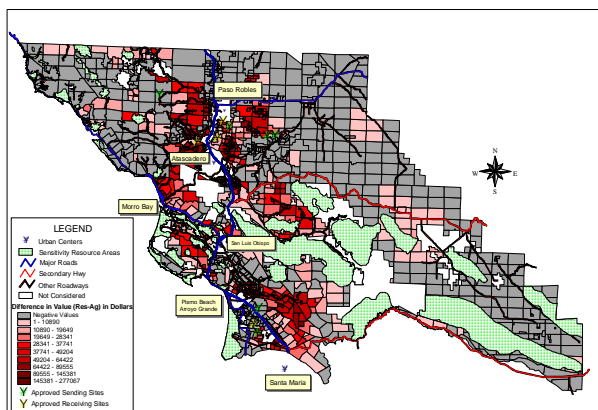 Paso Robles
Atascadero
N
W E
S
Morro Bay
San Luis Obispo
Pismo Beach
Arroyo Grande
Santa Maria
LEGEND
Urban Centers
Sensitivity Resource Areas
Major Roads
Secondary Hwy
Other Roadways
Not Considered
Difference in Value (Res-Ag) in Dollars
Negative Values
1 - 10890
10890 - 19649
19649 - 28341
28341 - 37741
37741 - 49204
49204 - 64422
64422 - 89555
89555 - 145381
145381 - 277067
Approved Sending Sites
Approved Receiving Sites